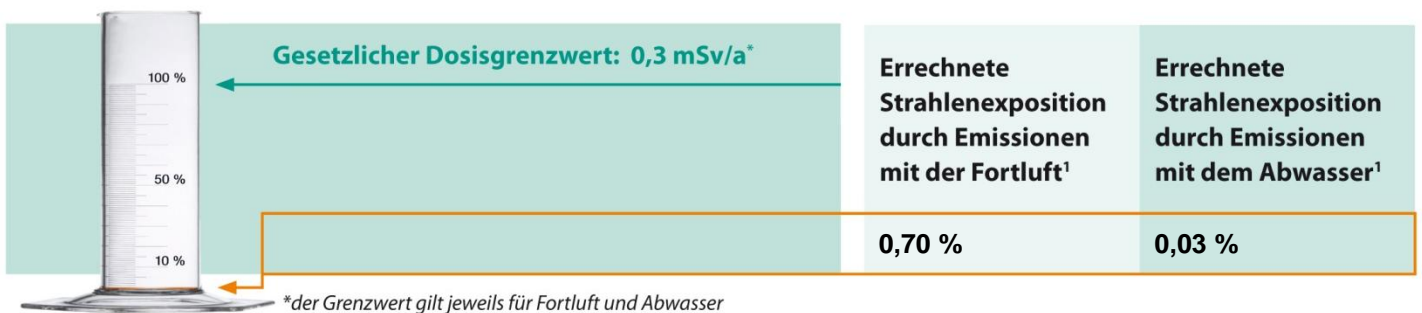 100 %
50 %
10 %
Gesetzlicher Dosisgrenzwert: 0,3 mSv/a*
Errechnete
Strahlenexposition
durch Emissionen
mit der Fortluft¹
0,70 %
Errechnete
Strahlenexposition
durch Emissionen
mit dem Abwasser¹
0,03 %
*der Grenzwert gilt jeweils für Fortluft und Abwasser